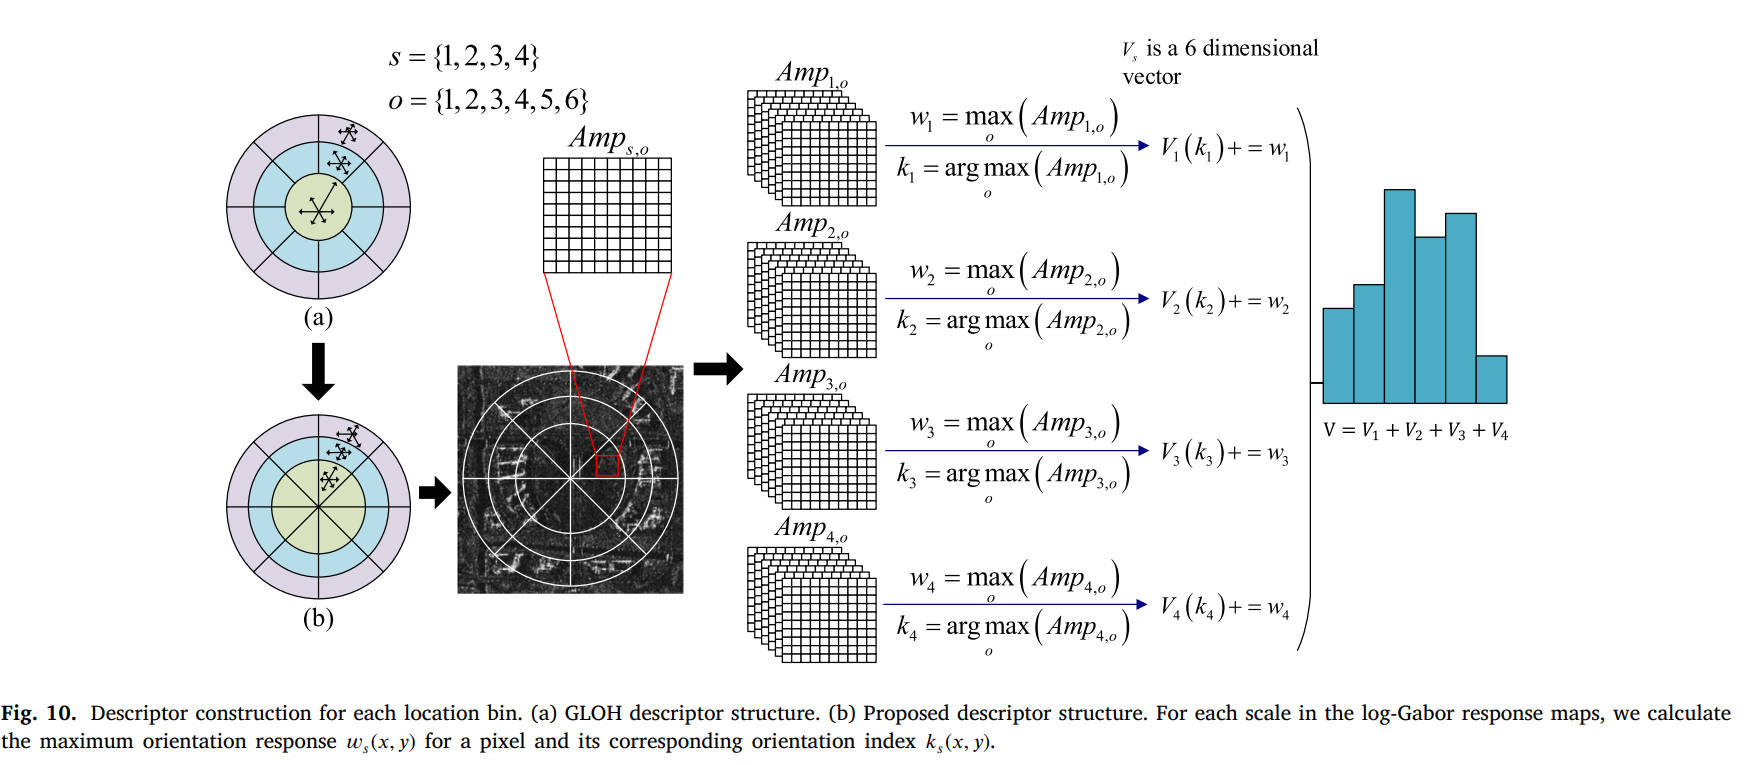 s = {1, 2, 3, 4}
o = {1, 2, 3, 4, 5, 6}
Amp_{s,o}
(a)
(b)
Amp_{1,o}
w_1 = max_o (Amp_{1,o})
k_1 = arg max_o (Amp_{1,o})
V_1(k_1) += w_1
Amp_{2,o}
w_2 = max_o (Amp_{2,o})
k_2 = arg max_o (Amp_{2,o})
V_2(k_2) += w_2
Amp_{3,o}
w_3 = max_o (Amp_{3,o})
k_3 = arg max_o (Amp_{3,o})
V_3(k_3) += w_3
Amp_{4,o}
w_4 = max_o (Amp_{4,o})
k_4 = arg max_o (Amp_{4,o})
V_4(k_4) += w_4
V_s is a 6 dimensional
vector
V = V_1 + V_2 + V_3 + V_4
Fig. 10. Descriptor construction for each location bin. (a) GLOH descriptor structure. (b) Proposed descriptor structure. For each scale in the log-Gabor response maps, we calculate
the maximum orientation response w_s(x, y) for a pixel and its corresponding orientation index k_s(x, y).